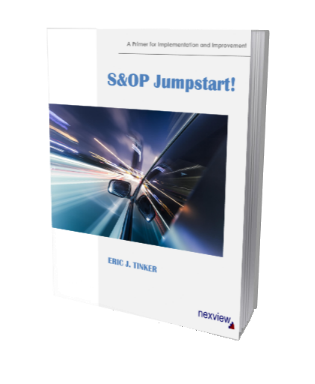 A Primer for Implementation and Improvement
S&OP Jumpstart!
ERIC J. TINKER
nexview